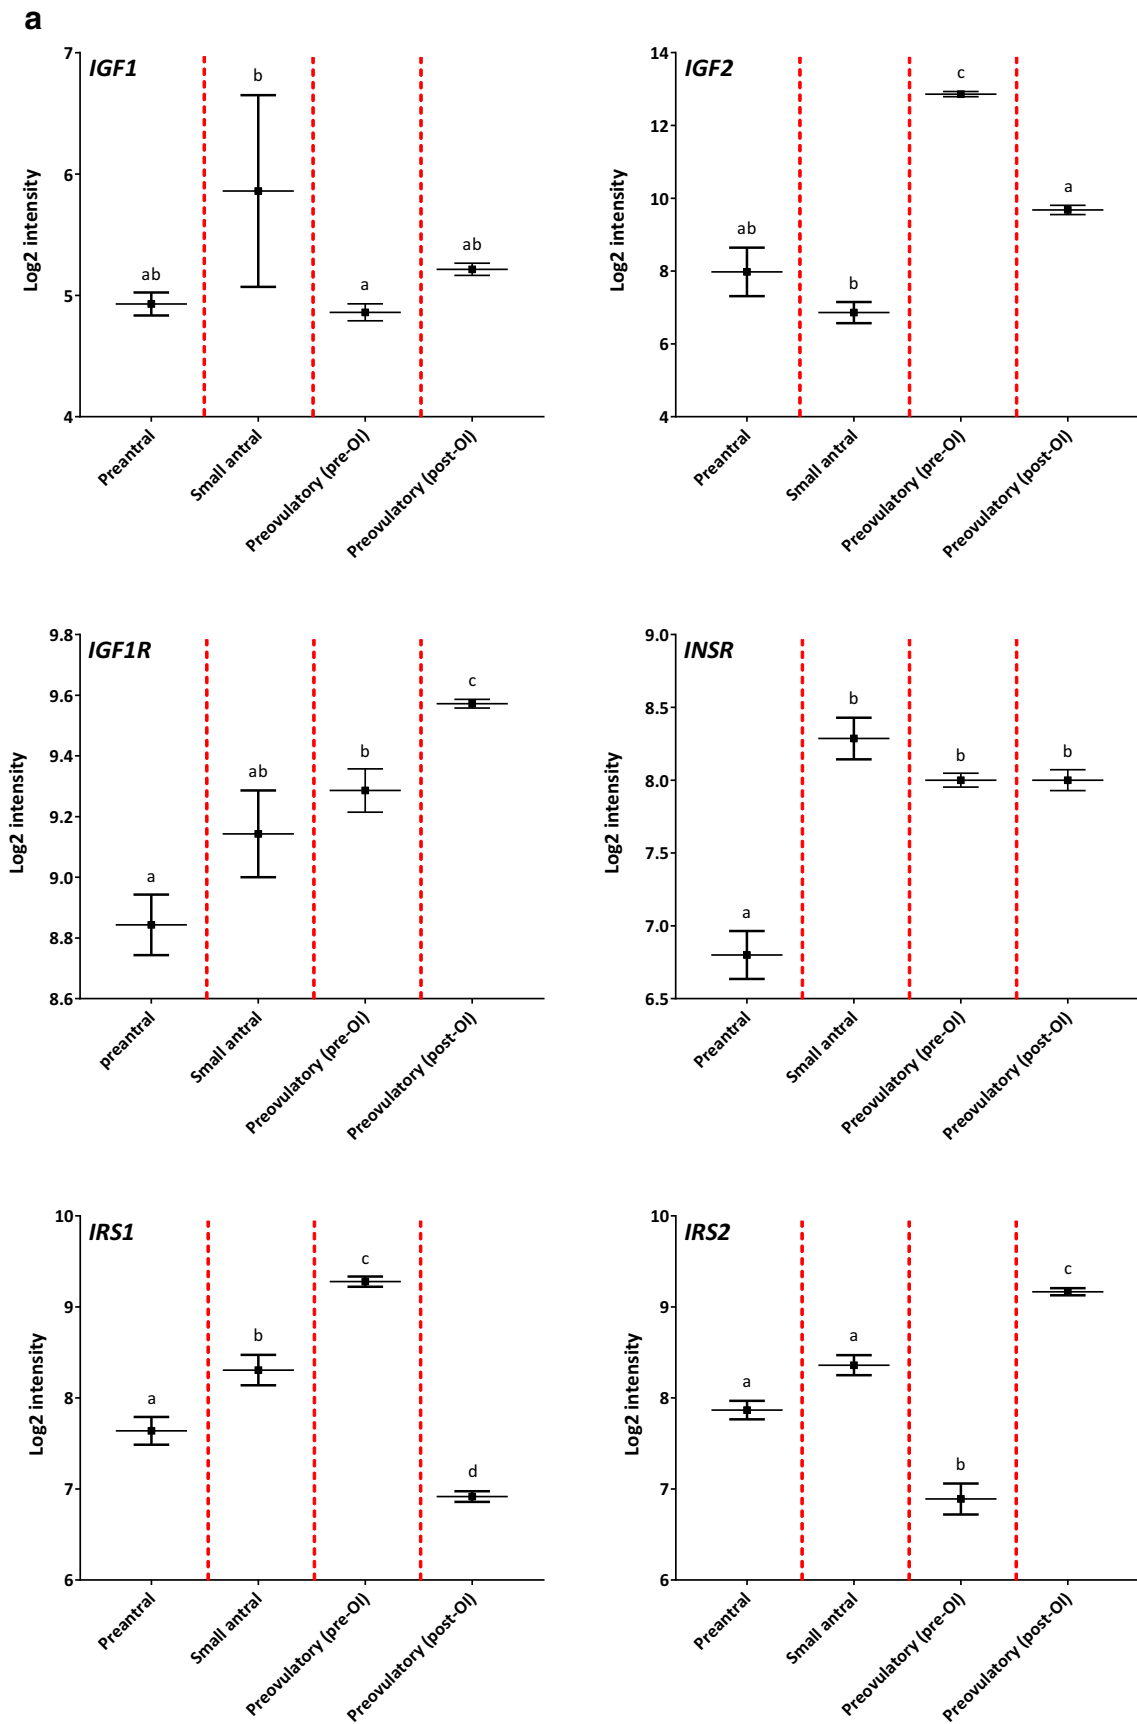 a
IGF1
Log2 intensity
7
6
5
4
ab
b
a
ab
Preantral
Small antral
Preovulatory (pre-OI)
Preovulatory (post-OI)
IGF2
Log2 intensity
14
12
10
8
6
4
ab
b
c
a
Preantral
Small antral
Preovulatory (pre-OI)
Preovulatory (post-OI)
IGF1R
Log2 intensity
9.8
9.6
9.4
9.2
9.0
8.8
8.6
a
ab
b
c
preantral
Small antral
Preovulatory (pre-OI)
Preovulatory (post-OI)
INSR
Log2 intensity
9.0
8.5
8.0
7.5
7.0
6.5
a
b
b
b
Preantral
Small antral
Preovulatory (pre-OI)
Preovulatory (post-OI)
IRS1
Log2 intensity
10
9
8
7
6
a
b
c
d
Preantral
Small antral
Preovulatory (pre-OI)
Preovulatory (post-OI)
IRS2
Log2 intensity
10
9
8
7
6
a
a
b
c
Preantral
Small antral
Preovulatory (pre-OI)
Preovulatory (post-OI)